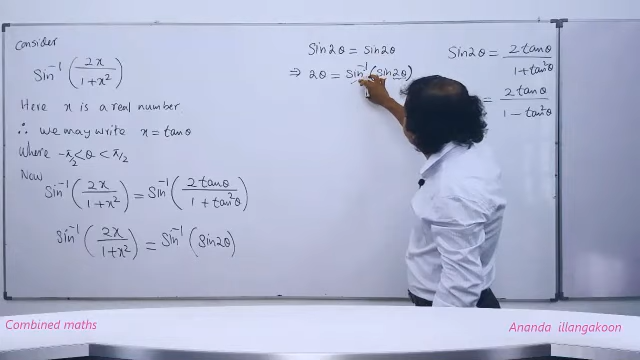 Consider
Sin⁻¹ (2x / 1+x²)
Here x is a real number
∴ we may write x = tanθ
Where -π/2 < θ < π/2
Now
Sin⁻¹ (2x / 1+x²) = Sin⁻¹ (2tanθ / 1+tan²θ)
Sin⁻¹ (2x / 1+x²) = Sin⁻¹ (Sin2θ)
Sin2θ = Sin2θ
⇒ 2θ = Sin⁻¹ (Sin2θ)
Sin2θ = 2tanθ / 1+tan²θ
= 2tanθ / 1-tan²θ
Combined maths
Ananda illangakoon